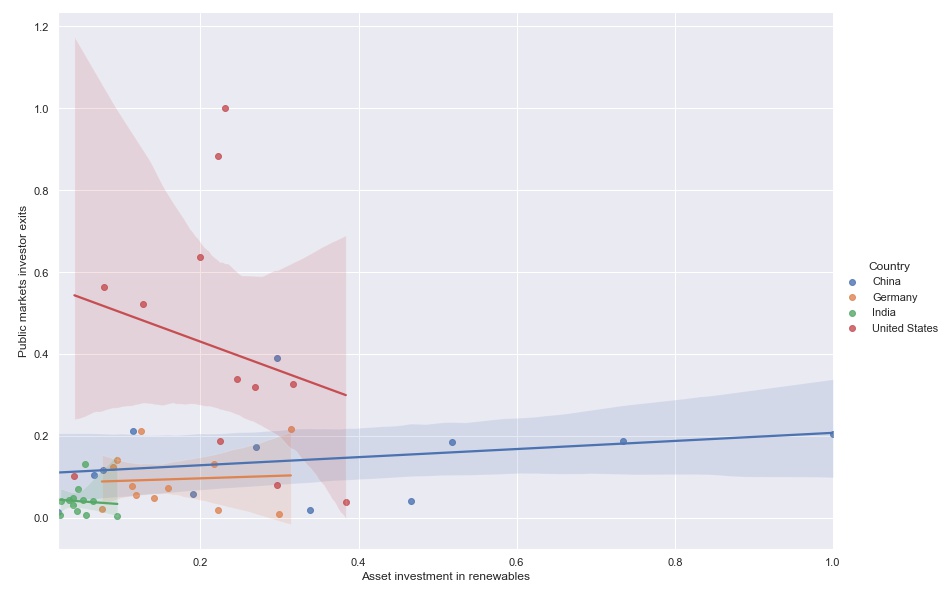 1.2
1.0
0.8
0.6
0.4
0.2
0.0
Public markets investor exits
0.2
0.4
0.6
0.8
1.0
Asset investment in renewables
Country
China
Germany
India
United States